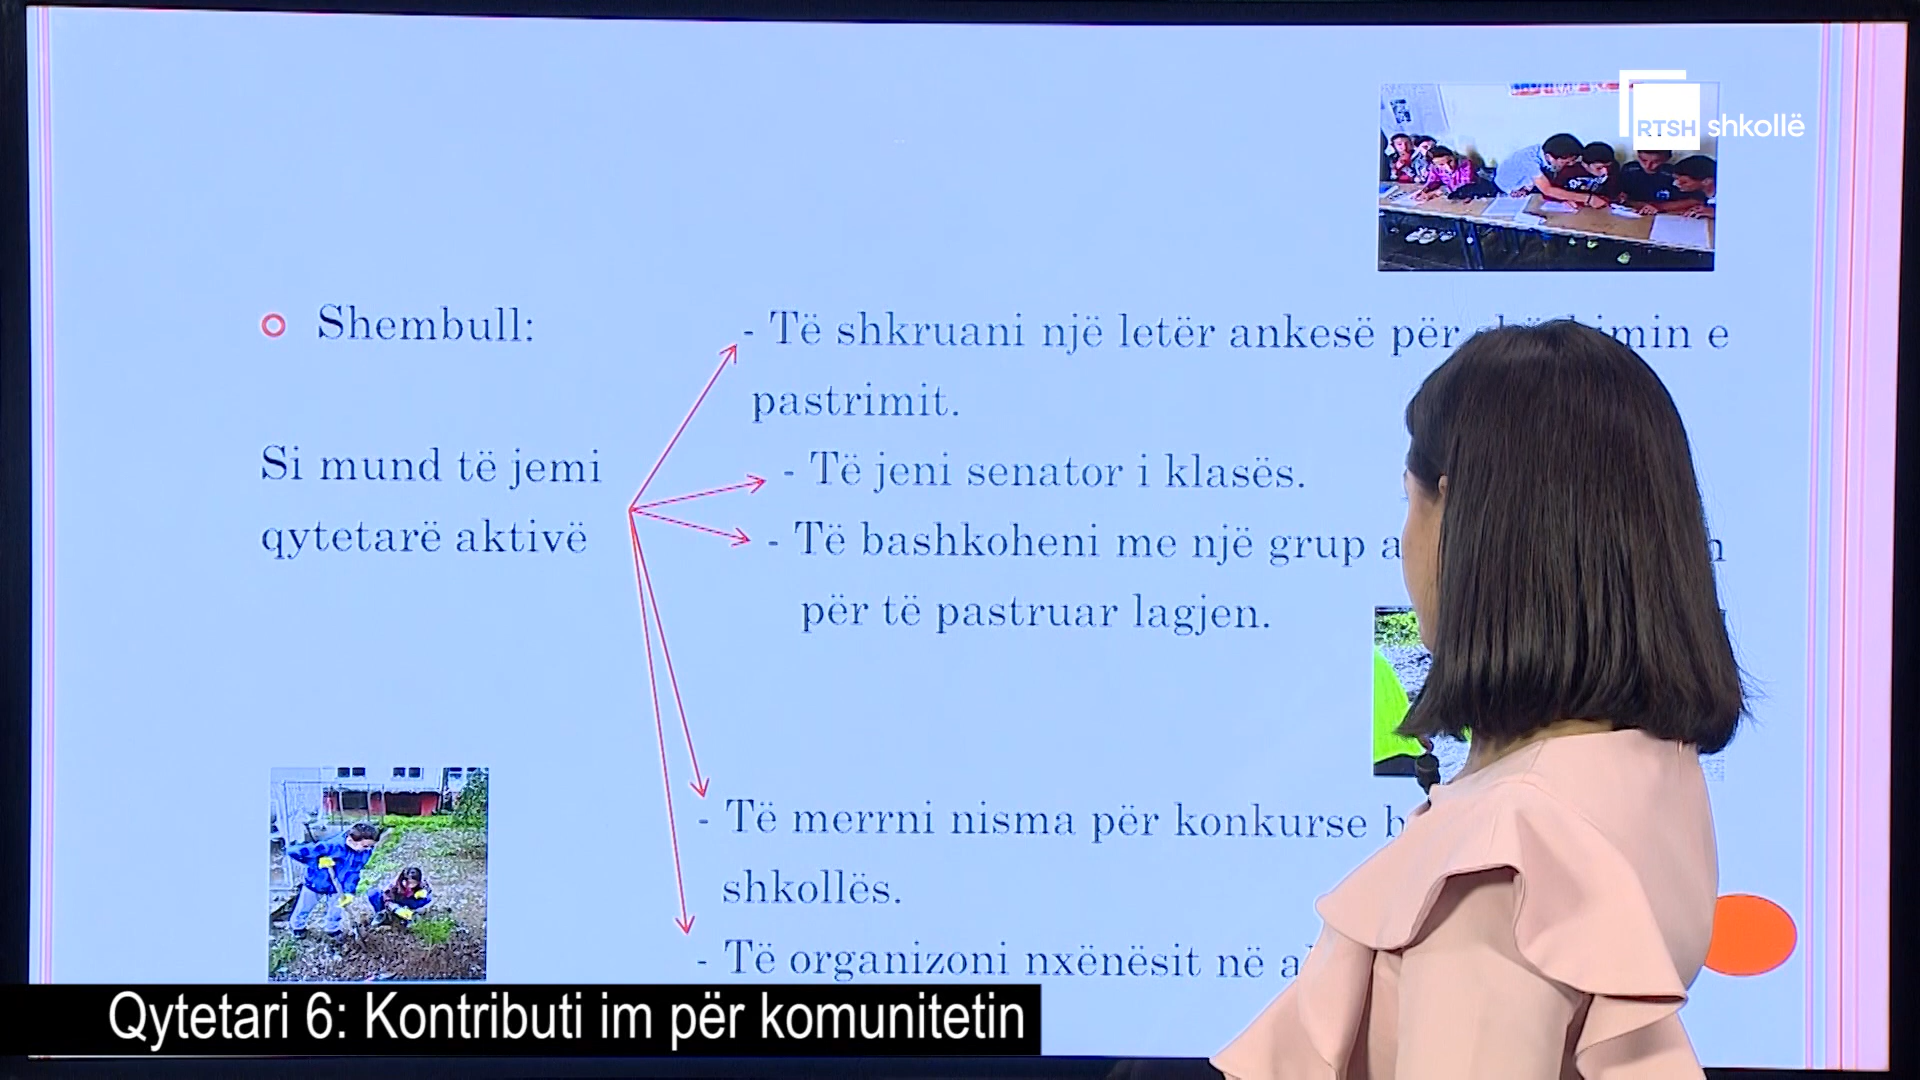 RTSH shkollë
Shembull:
- Të shkruani një letër ankesë për e
pastrimit.
Si mund të jemi
qytetarë aktivë
- Të jeni senator i klasës.
- Të bashkoheni me një grup
për të pastruar lagjen.
- Të merrni nisma për konkurse
shkollës.
- Të organizoni nxënësit në
Qytetari 6: Kontributi im për komunitetin